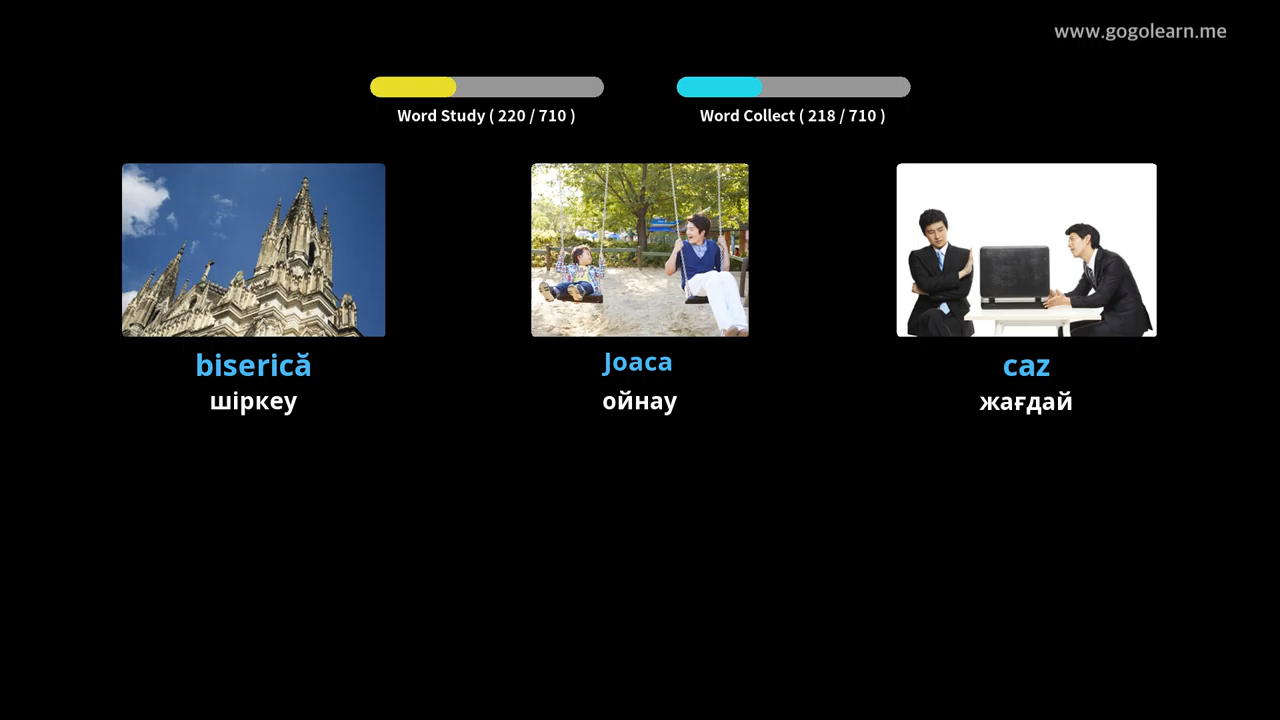 www.gogolearn.me
Word Study ( 220 / 710 )
Word Collect ( 218 / 710 )
biserică
шіркеу
Joaca
ойнау
caz
жағдай